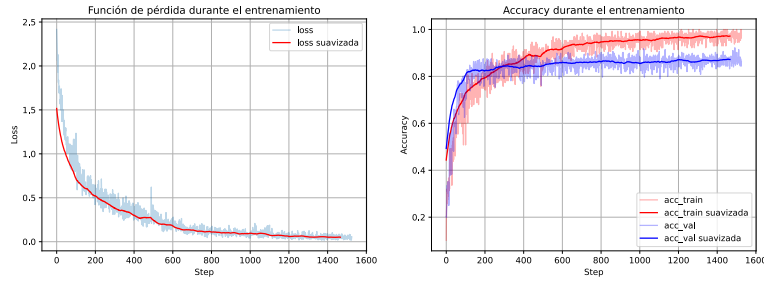 Función de pérdida durante el entrenamiento
loss
loss suavizada
Loss
2.5
2.0
1.5
1.0
0.5
0.0
0
200
400
600
800
1000
1200
1400
1600
Step
Accuracy durante el entrenamiento
Accuracy
1.0
0.8
0.6
0.4
0.2
acc_train
acc_train suavizada
acc_val
acc_val suavizada
0
200
400
600
800
1000
1200
1400
1600
Step